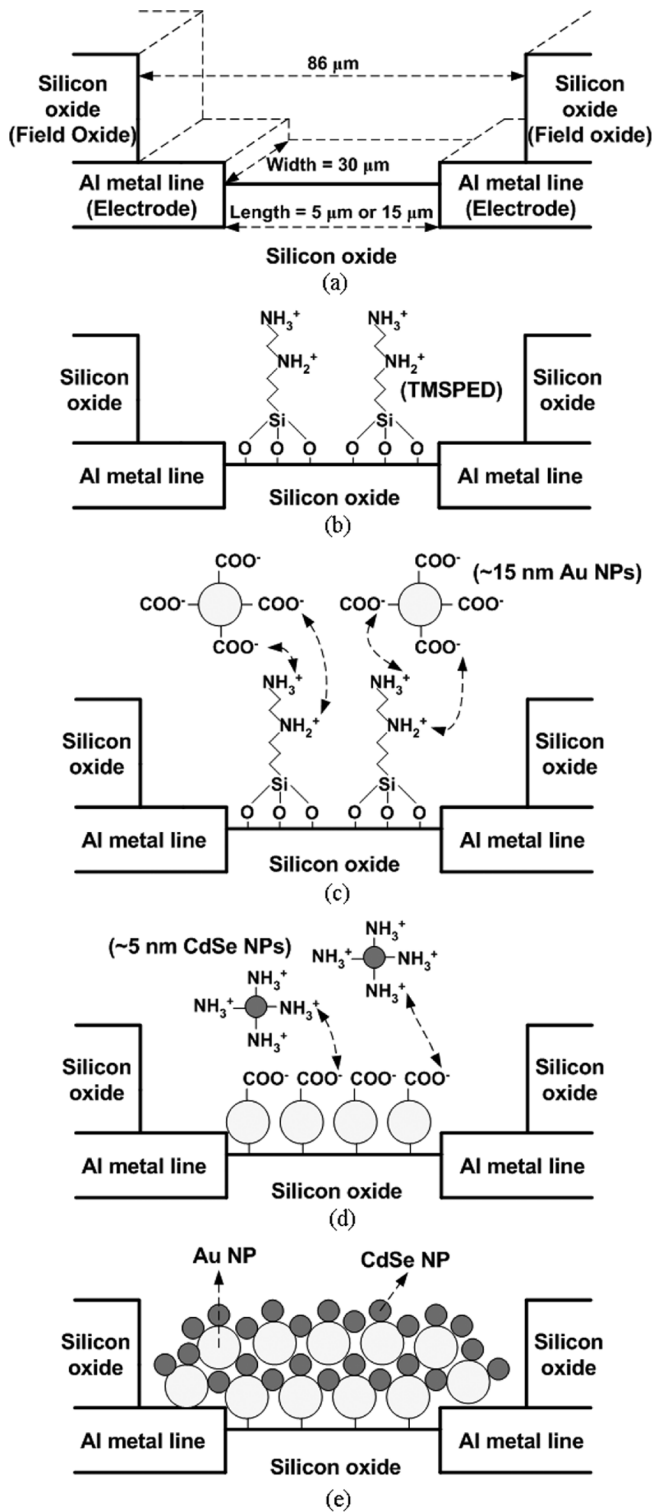 86 μm
Silicon
oxide
(Field Oxide)
Silicon
oxide
(Field oxide)
Width = 30 μm
Al metal line
(Electrode)
Al metal line
(Electrode)
Length = 5 μm or 15 μm
Silicon oxide
(a)
NH₃⁺
NH₃⁺
NH₂⁺
NH₂⁺
(TMSPED)
Silicon
oxide
Silicon
oxide
Si
Si
O O O O O O
Al metal line
Al metal line
Silicon oxide
(b)
COO⁻
COO⁻
(~15 nm Au NPs)
COO⁻
COO⁻
COO⁻
COO⁻
COO⁻
COO⁻
NH₃⁺
NH₃⁺
NH₂⁺
NH₂⁺
Silicon
oxide
Silicon
oxide
Si
Si
O O O O O O
Al metal line
Al metal line
Silicon oxide
(c)
(~5 nm CdSe NPs)
NH₃⁺
NH₃⁺
NH₃⁺
NH₃⁺
NH₃⁺
NH₃⁺
NH₃⁺
NH₃⁺
COO⁻ COO⁻ COO⁻ COO⁻
Silicon
oxide
Silicon
oxide
Al metal line
Al metal line
Silicon oxide
(d)
Au NP
CdSe NP
Silicon
oxide
Silicon
oxide
Al metal line
Al metal line
Silicon oxide
(e)